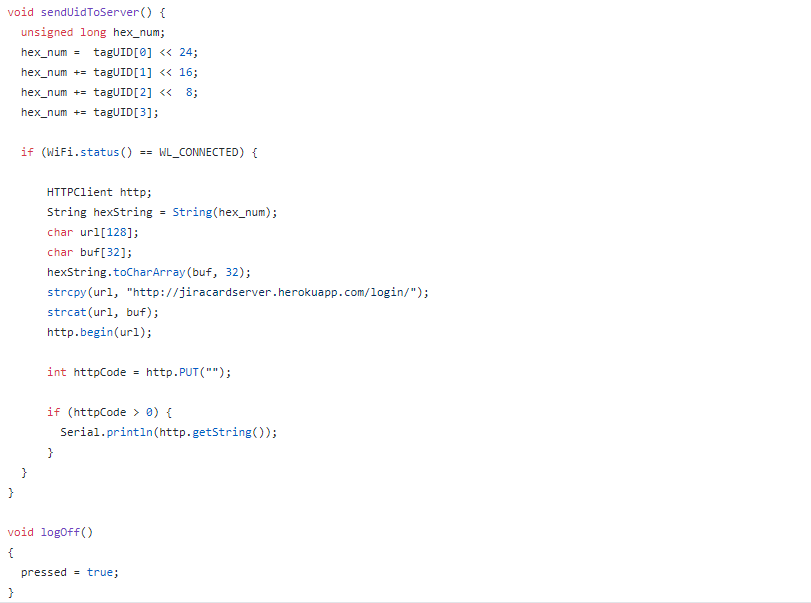 void sendUidToServer() {
  unsigned long hex_num;
  hex_num =  tagUID[0] << 24;
  hex_num += tagUID[1] << 16;
  hex_num += tagUID[2] <<  8;
  hex_num += tagUID[3];

  if (WiFi.status() == WL_CONNECTED) {

      HTTPClient http;
      String hexString = String(hex_num);
      char url[128];
      char buf[32];
      hexString.toCharArray(buf, 32);
      strcpy(url, "http://jiracardserver.herokuapp.com/login/");
      strcat(url, buf);
      http.begin(url);

      int httpCode = http.PUT("");

      if (httpCode > 0) {
        Serial.println(http.getString());
      }
  }
}

void logOff()
{
  pressed = true;
}